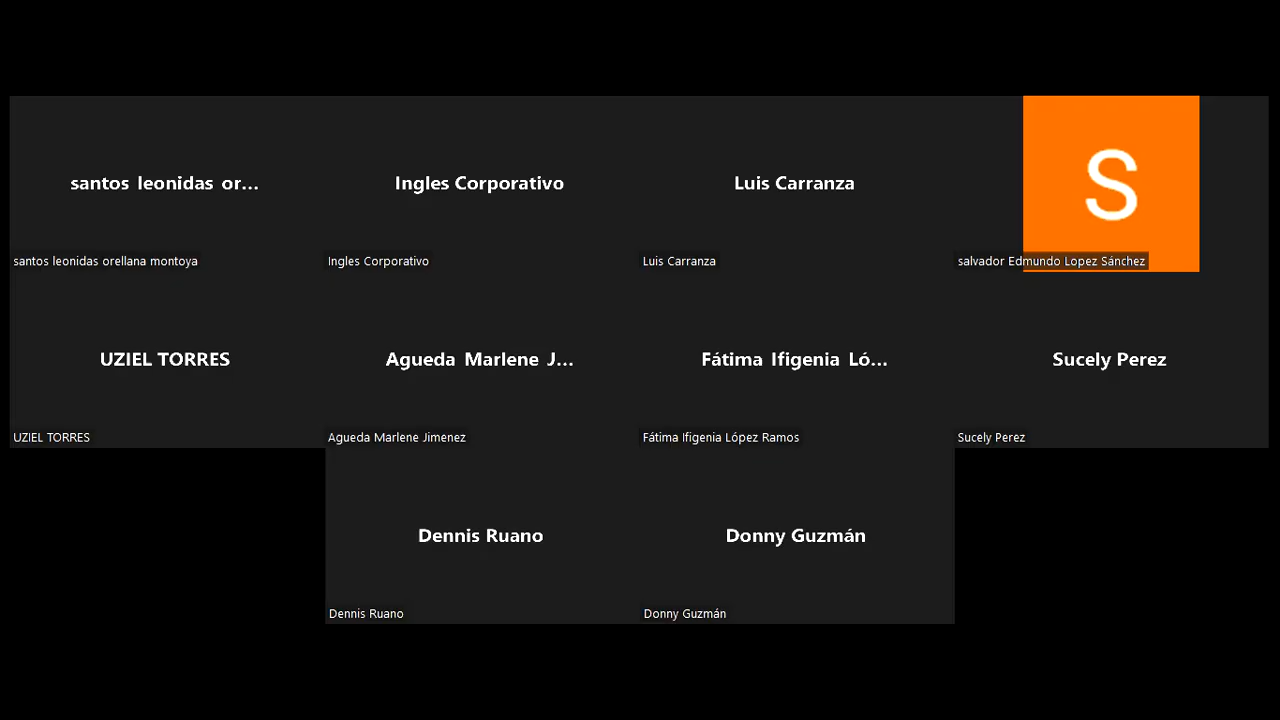 santos leonidas or...
Ingles Corporativo
Luis Carranza
S
santos leonidas orellana montoya
Ingles Corporativo
Luis Carranza
salvador Edmundo Lopez Sánchez
UZIEL TORRES
Agueda Marlene J...
Fátima Ifigenia Ló...
Sucely Perez
UZIEL TORRES
Agueda Marlene Jimenez
Fátima Ifigenia López Ramos
Sucely Perez
Dennis Ruano
Donny Guzmán
Dennis Ruano
Donny Guzmán